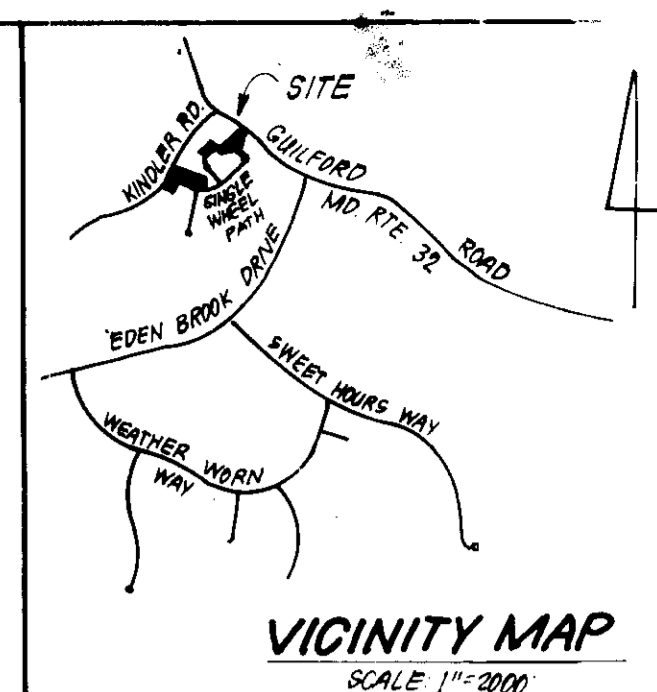 SITE
KINDLER RD.
GUILFORD
MD. RTE. 32
ROAD
SINGLE
WHEEL
PATH
EDEN BROOK DRIVE
SWEET HOURS WAY
WEATHER WORN
WAY
VICINITY MAP
SCALE: 1"=2000'